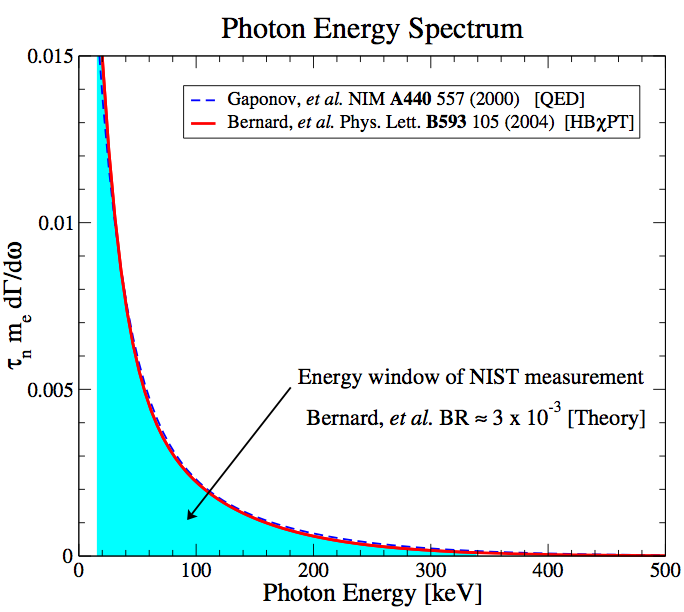 Photon Energy Spectrum
Gaponov, et al. NIM A440 557 (2000) [QED]
Bernard, et al. Phys. Lett. B593 105 (2004) [HBχPT]
0.015
0.01
0.005
0
τn me dΓ/dω
Energy window of NIST measurement
Bernard, et al. BR ≈ 3 x 10-3 [Theory]
0 100 200 300 400 500
Photon Energy [keV]